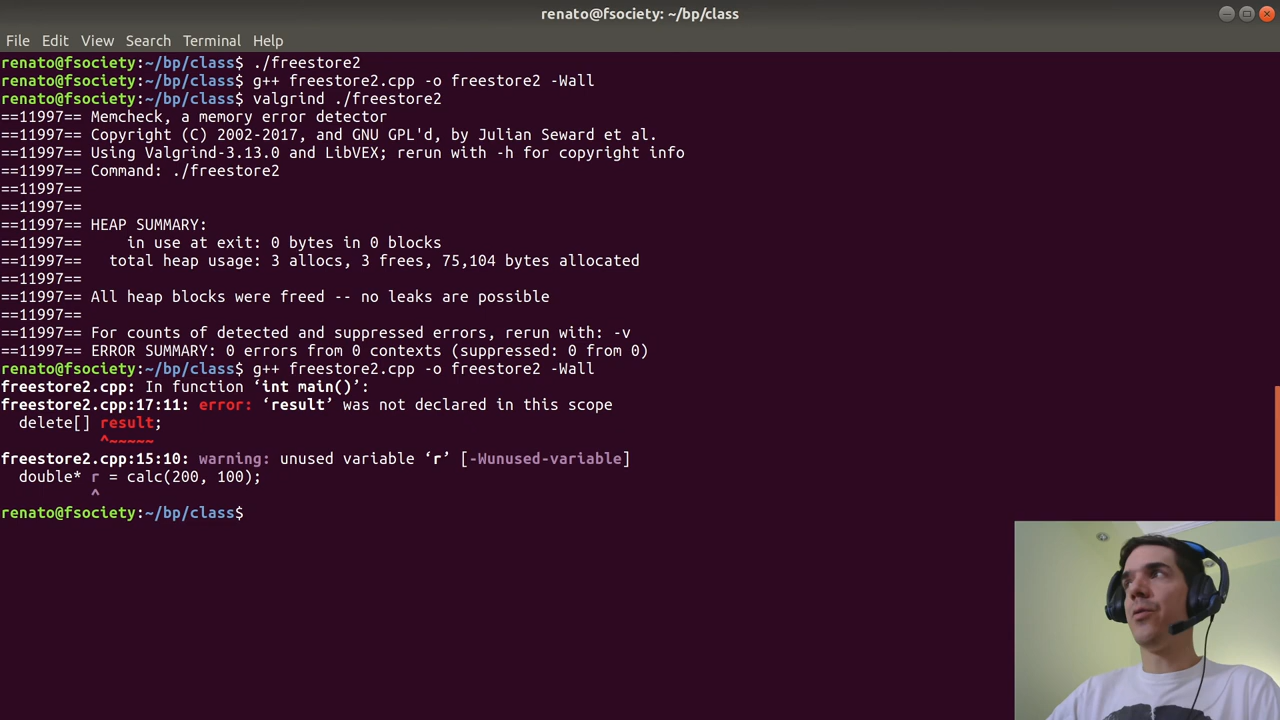 renato@fsociety: ~/bp/class
File Edit View Search Terminal Help
renato@fsociety:~/bp/class$ ./freestore2
renato@fsociety:~/bp/class$ g++ freestore2.cpp -o freestore2 -Wall
renato@fsociety:~/bp/class$ valgrind ./freestore2
==11997== Memcheck, a memory error detector
==11997== Copyright (C) 2002-2017, and GNU GPL'd, by Julian Seward et al.
==11997== Using Valgrind-3.13.0 and LibVEX; rerun with -h for copyright info
==11997== Command: ./freestore2
==11997==
==11997==
==11997== HEAP SUMMARY:
==11997==     in use at exit: 0 bytes in 0 blocks
==11997==   total heap usage: 3 allocs, 3 frees, 75,104 bytes allocated
==11997==
==11997== All heap blocks were freed -- no leaks are possible
==11997==
==11997== For counts of detected and suppressed errors, rerun with: -v
==11997== ERROR SUMMARY: 0 errors from 0 contexts (suppressed: 0 from 0)
renato@fsociety:~/bp/class$ g++ freestore2.cpp -o freestore2 -Wall
freestore2.cpp: In function ‘int main()’:
freestore2.cpp:17:11: error: ‘result’ was not declared in this scope
  delete[] result;
           ^~~~~~
freestore2.cpp:15:10: warning: unused variable ‘r’ [-Wunused-variable]
  double* r = calc(200, 100);
          ^
renato@fsociety:~/bp/class$